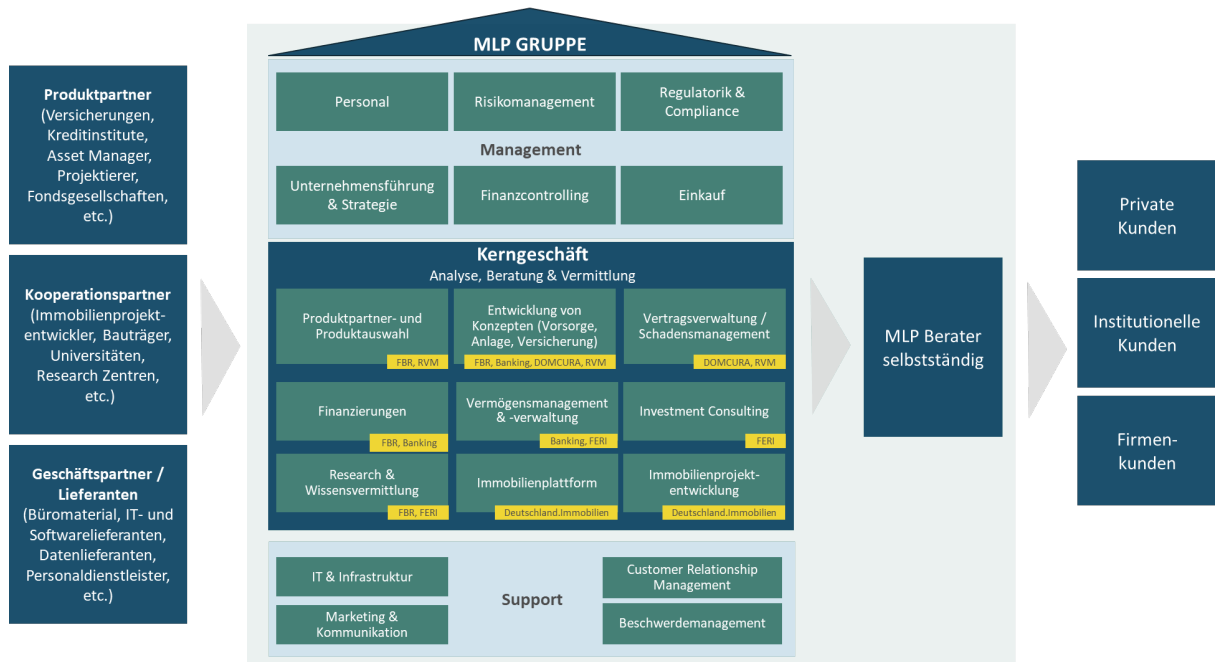 MLP GRUPPE
Produktpartner
(Versicherungen,
Kreditinstitute,
Asset Manager,
Projektierer,
Fondsgesellschaften,
etc.)
Kooperationspartner
(Immobilienprojekt-
entwickler, Bauträger,
Universitäten,
Research Zentren,
etc.)
Geschäftspartner /
Lieferanten
(Büromaterial, IT- und
Softwarelieferanten,
Datenlieferanten,
Personaldienstleister,
etc.)
Personal
Risikomanagement
Regulatorik &
Compliance
Management
Unternehmensführung
& Strategie
Finanzcontrolling
Einkauf
Kerngeschäft
Analyse, Beratung & Vermittlung
Produktpartner- und
Produktauswahl
FBR, RVM
Entwicklung von
Konzepten (Vorsorge,
Anlage, Versicherung)
FBR, Banking, DOMCURA, RVM
Vertragsverwaltung /
Schadensmanagement
DOMCURA, RVM
Finanzierungen
FBR, Banking
Vermögensmanagement
& -verwaltung
Banking, FERI
Investment Consulting
FERI
Research &
Wissensvermittlung
FBR, FERI
Immobilienplattform
Deutschland.Immobilien
Immobilienprojekt-
entwicklung
Deutschland.Immobilien
IT & Infrastruktur
Marketing &
Kommunikation
Support
Customer Relationship
Management
Beschwerdemanagement
MLP Berater
selbstständig
Private
Kunden
Institutionelle
Kunden
Firmen-
kunden